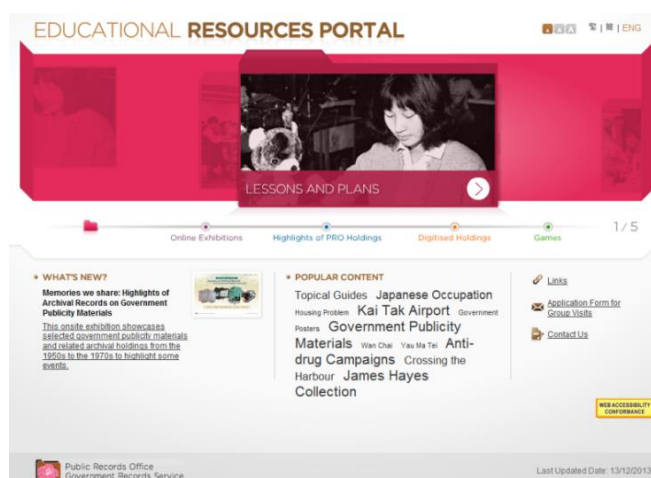 EDUCATIONAL RESOURCES PORTAL
A A A 繁 | 簡 | ENG
LESSONS AND PLANS
Online Exhibitions Highlights of PRO Holdings Digitised Holdings Games 1/5
WHAT'S NEW?
Memories we share: Highlights of
Archival Records on Government
Publicity Materials
This onsite exhibition showcases
selected government publicity materials
and related archival holdings from the
1950s to the 1970s to highlight some
events.
POPULAR CONTENT
Topical Guides Japanese Occupation
Housing Problem Kai Tak Airport Government
Posters Government Publicity
Materials Wan Chai Yau Ma Tei Anti-
drug Campaigns Crossing the
Harbour James Hayes
Collection
Links
Application Form for
Group Visits
Contact Us
WEB ACCESSIBILITY
CONFORMANCE
Public Records Office
Government Records Service
Last Updated Date: 13/12/2013